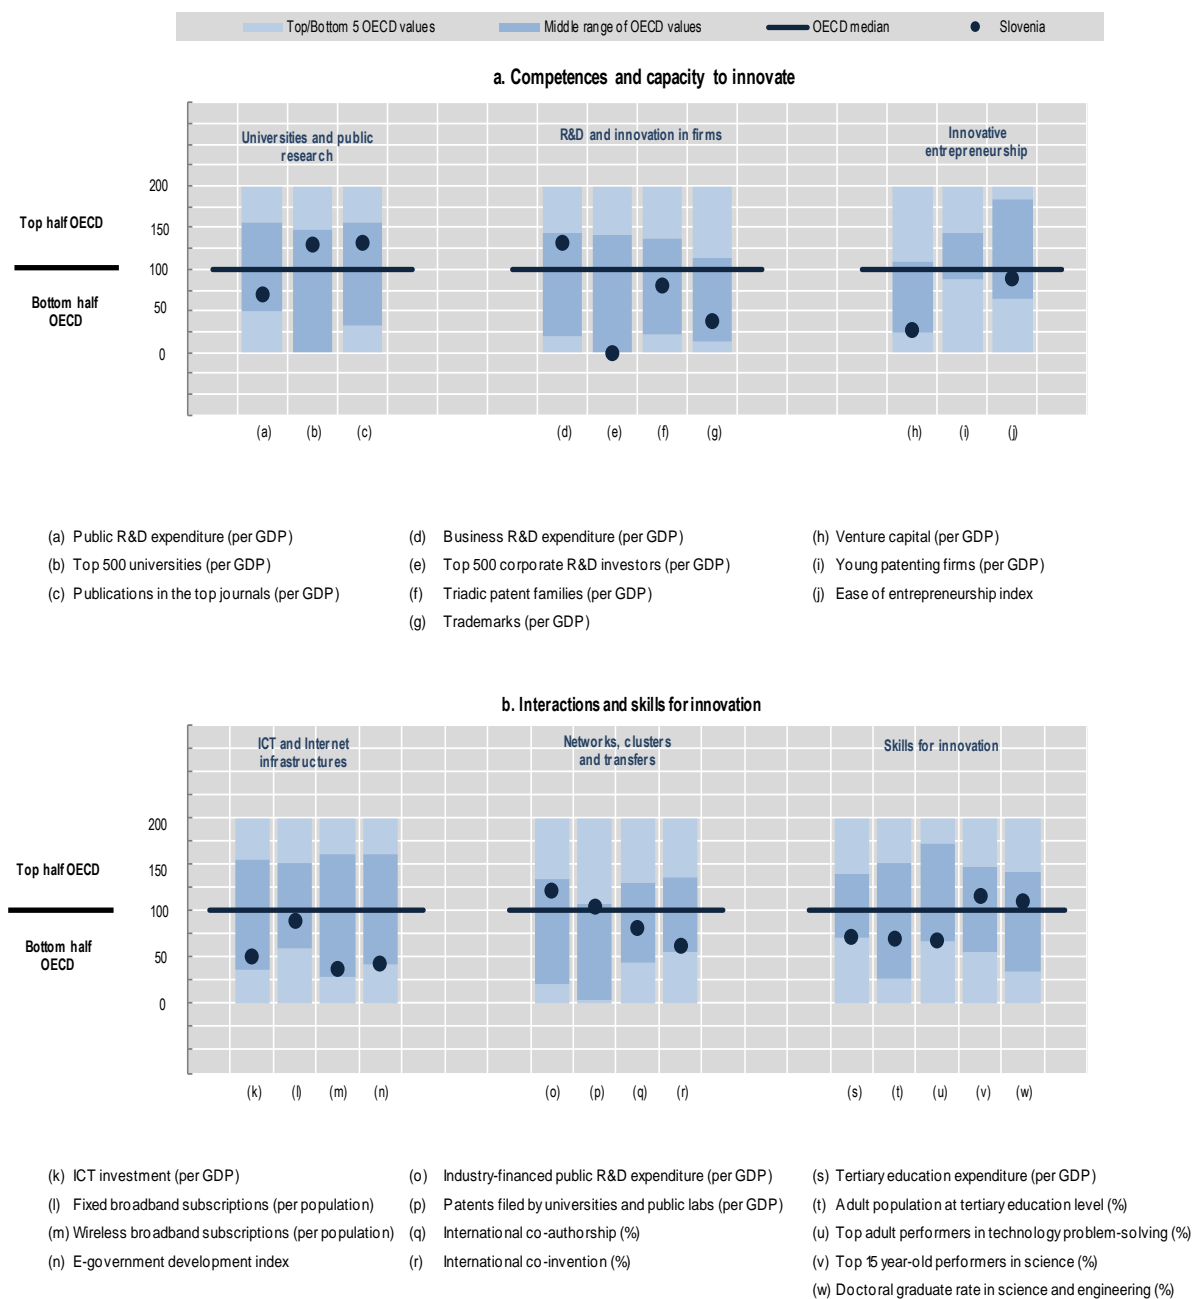 Top/Bottom 5 OECD values Middle range of OECD values OECD median Slovenia
a. Competences and capacity to innovate
Universities and public
research
R&D and innovation in firms
Innovative
entrepreneurship
200
150
100
50
0
Top half OECD
Bottom half
OECD
(a) (b) (c) (d) (e) (f) (g) (h) (i) (j)
(a) Public R&D expenditure (per GDP)
(b) Top 500 universities (per GDP)
(c) Publications in the top journals (per GDP)
(d) Business R&D expenditure (per GDP)
(e) Top 500 corporate R&D investors (per GDP)
(f) Triadic patent families (per GDP)
(g) Trademarks (per GDP)
(h) Venture capital (per GDP)
(i) Young patenting firms (per GDP)
(j) Ease of entrepreneurship index
b. Interactions and skills for innovation
ICT and Internet
infrastructures
Networks, clusters
and transfers
Skills for innovation
200
150
100
50
0
Top half OECD
Bottom half
OECD
(k) (l) (m) (n) (o) (p) (q) (r) (s) (t) (u) (v) (w)
(k) ICT investment (per GDP)
(l) Fixed broadband subscriptions (per population)
(m) Wireless broadband subscriptions (per population)
(n) E-government development index
(o) Industry-financed public R&D expenditure (per GDP)
(p) Patents filed by universities and public labs (per GDP)
(q) International co-authorship (%)
(r) International co-invention (%)
(s) Tertiary education expenditure (per GDP)
(t) Adult population at tertiary education level (%)
(u) Top adult performers in technology problem-solving (%)
(v) Top 15 year-old performers in science (%)
(w) Doctoral graduate rate in science and engineering (%)